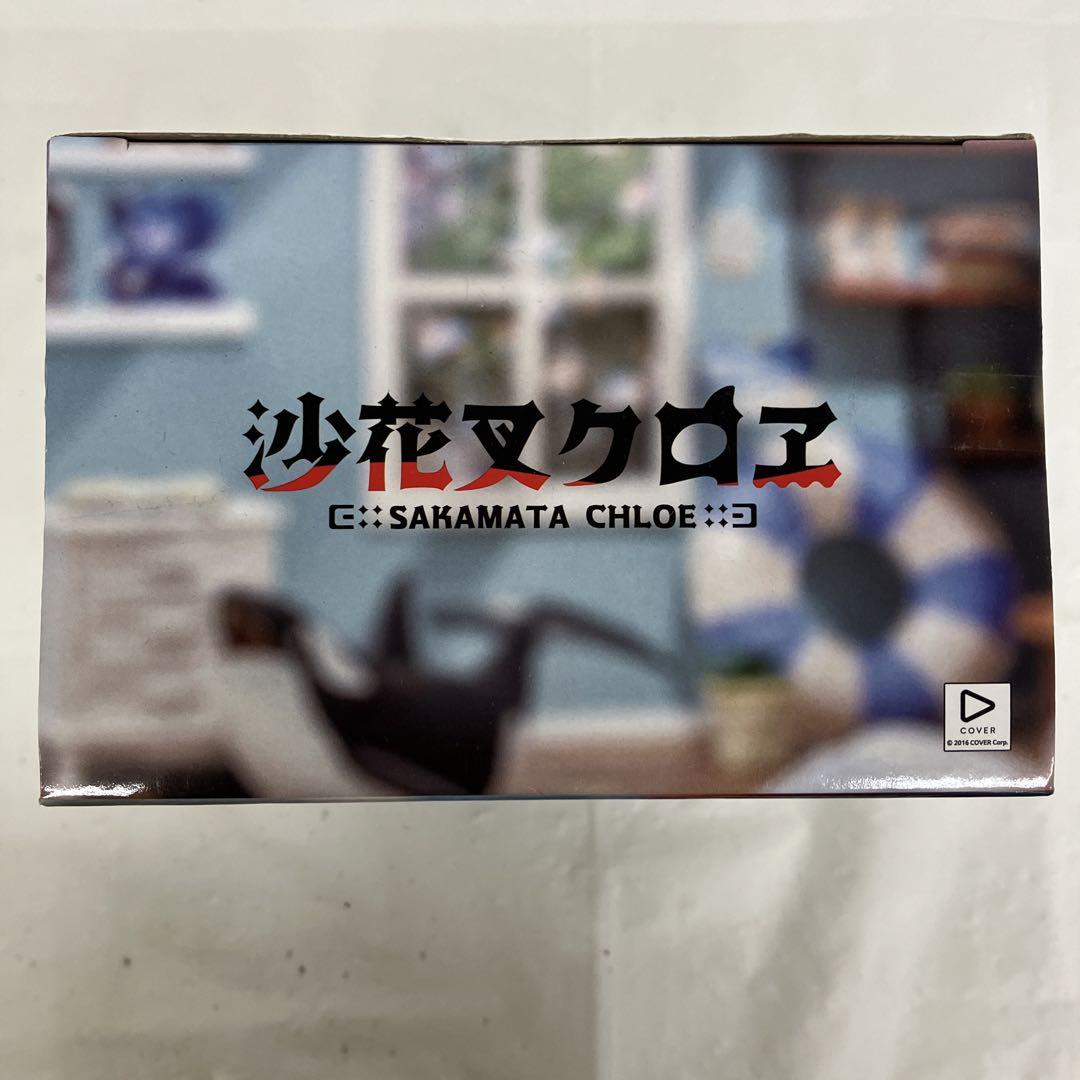 沙花叉クロヱ
SAKAMATA CHLOE
COVER
© 2016 COVER Corp.